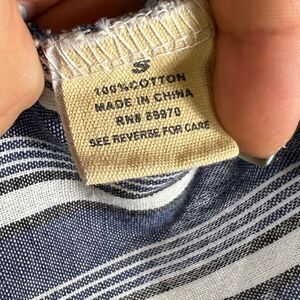 S
100%COTTON
MADE IN CHINA
RN# 69970
SEE REVERSE FOR CARE